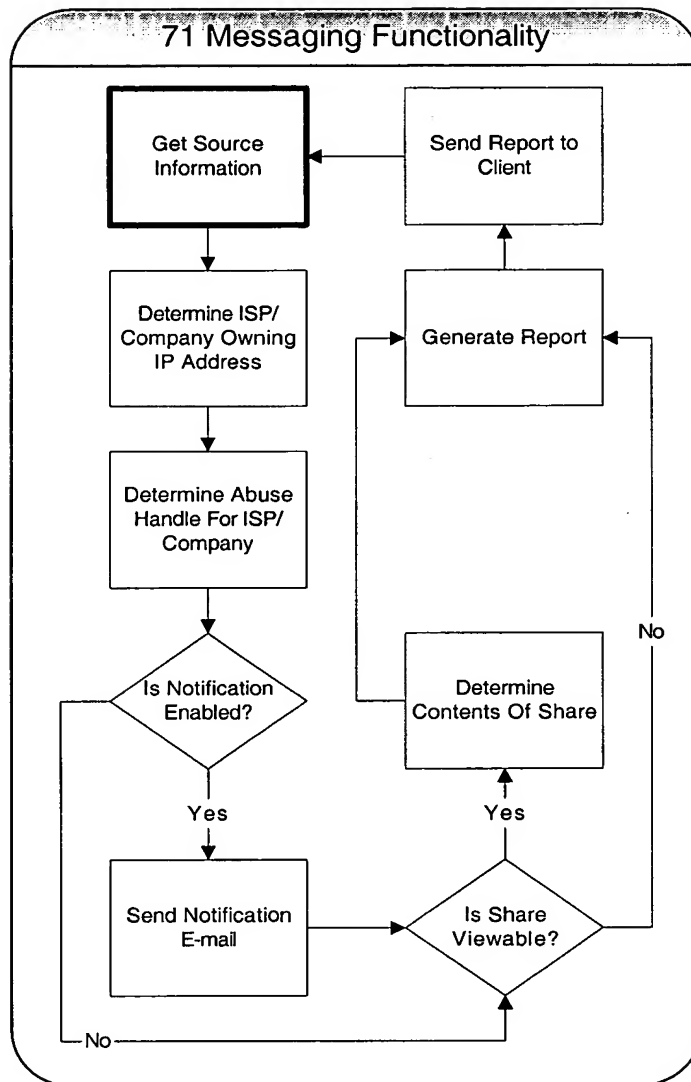 71 Messaging Functionality
Get Source
Information
Send Report to
Client
Determine ISP/
Company Owning
IP Address
Generate Report
Determine Abuse
Handle For ISP/
Company
No
Is Notification
Enabled?
Determine
Contents Of Share
Yes
Yes
Send Notification
E-mail
Is Share
Viewable?
No